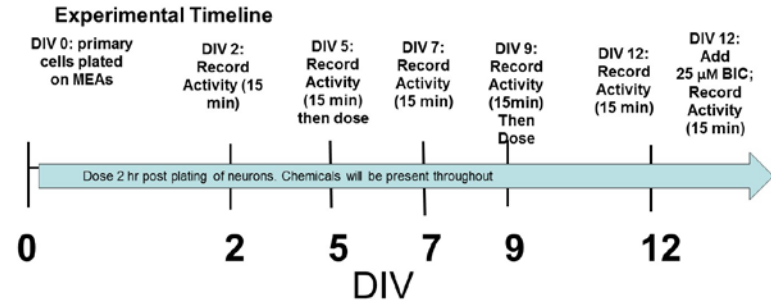 Experimental Timeline
DIV 0: primary
cells plated
on MEAs
DIV 2:
Record
Activity (15
min)
DIV 5:
Record
Activity
(15 min)
then dose
DIV 7:
Record
Activity
(15 min)
DIV 9:
Record
Activity
(15min)
Then
Dose
DIV 12:
Record
Activity
(15 min)
DIV 12:
Add
25 µM BIC;
Record
Activity
(15 min)
Dose 2 hr post plating of neurons. Chemicals will be present throughout
0
2
5
7
9
12
DIV